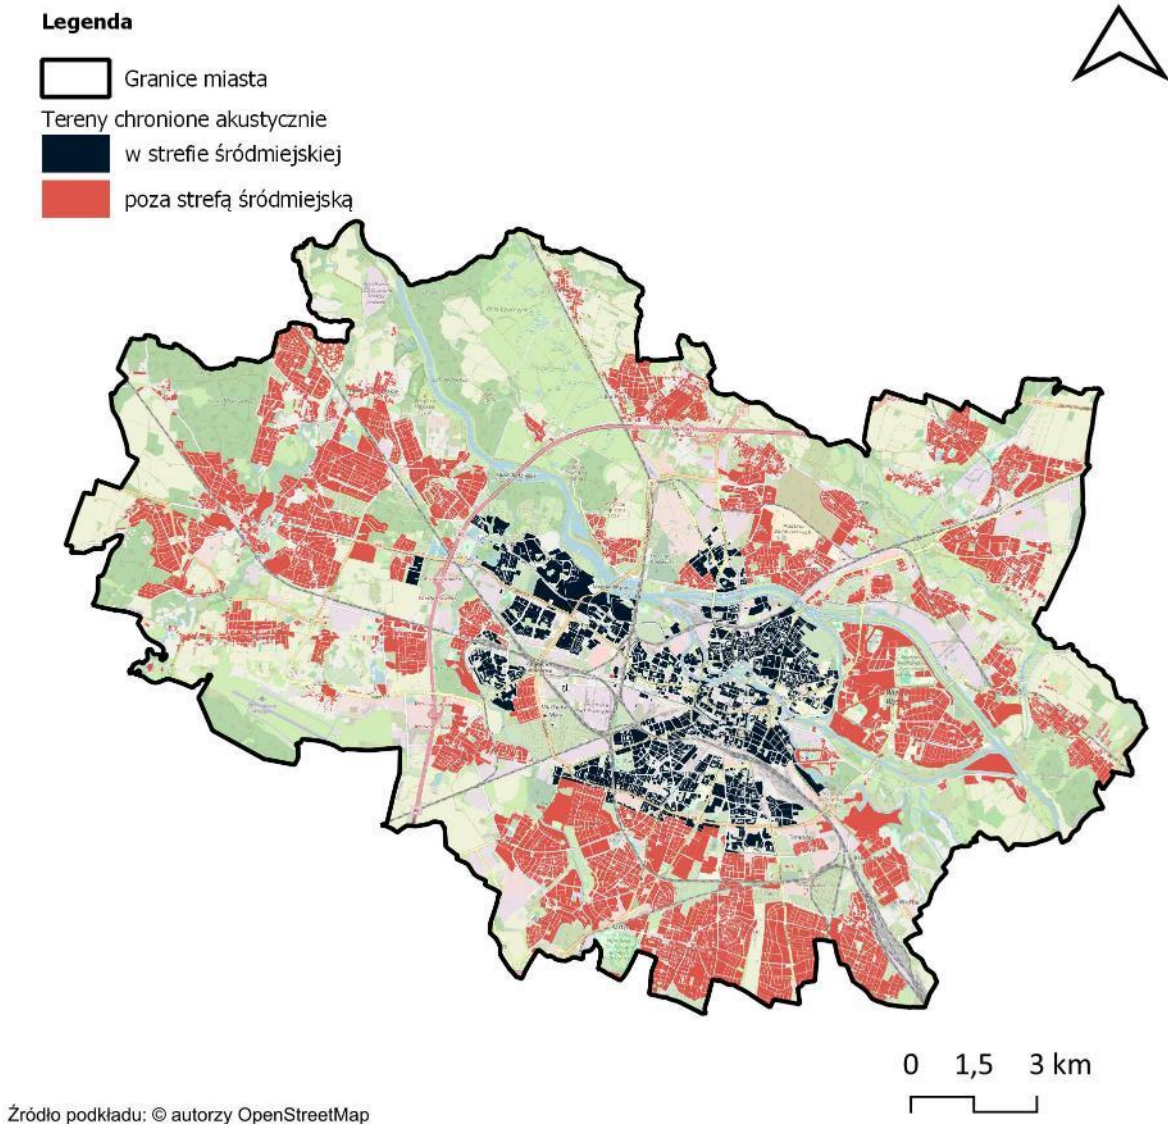 Legenda
Granice miasta
Tereny chronione akustycznie
w strefie śródmiejskiej
poza strefą śródmiejską
0 1,5 3 km
Źródło podkładu: © autorzy OpenStreetMap